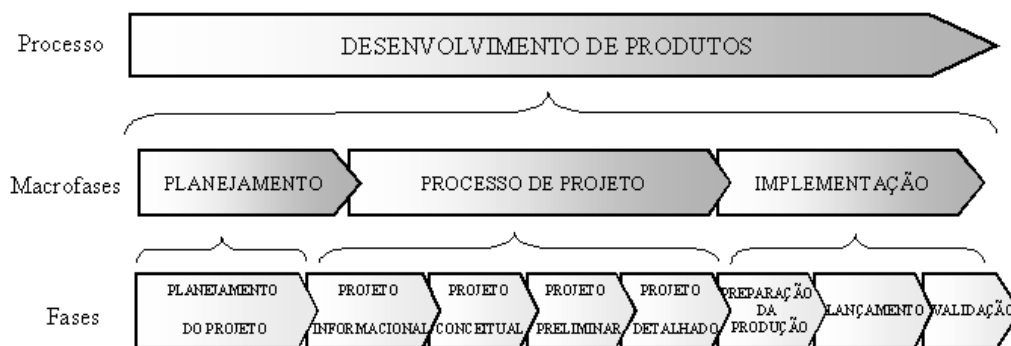 Processo
DESENVOLVIMENTO DE PRODUTOS
Macrofases
PLANEJAMENTO
PROCESSO DE PROJETO
IMPLEMENTAÇÃO
Fases
PLANEJAMENTO
DO PROJETO
PROJETO
INFORMACIONAL
PROJETO
CONCEITUAL
PROJETO
PRELIMINAR
PROJETO
DETALHADO
PREPARAÇÃO
DA
PRODUÇÃO
LANÇAMENTO
VALIDAÇÃO